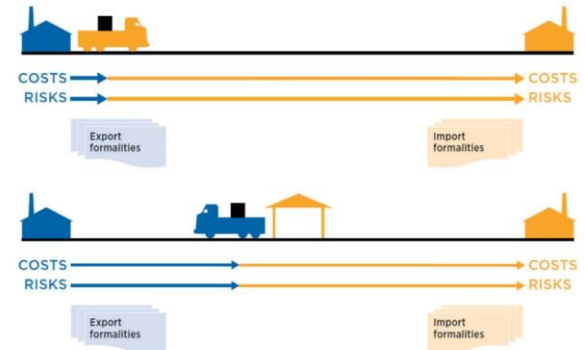 COSTS COSTS
RISKS RISKS
Export
formalities
Import
formalities
COSTS COSTS
RISKS RISKS
Export
formalities
Import
formalities